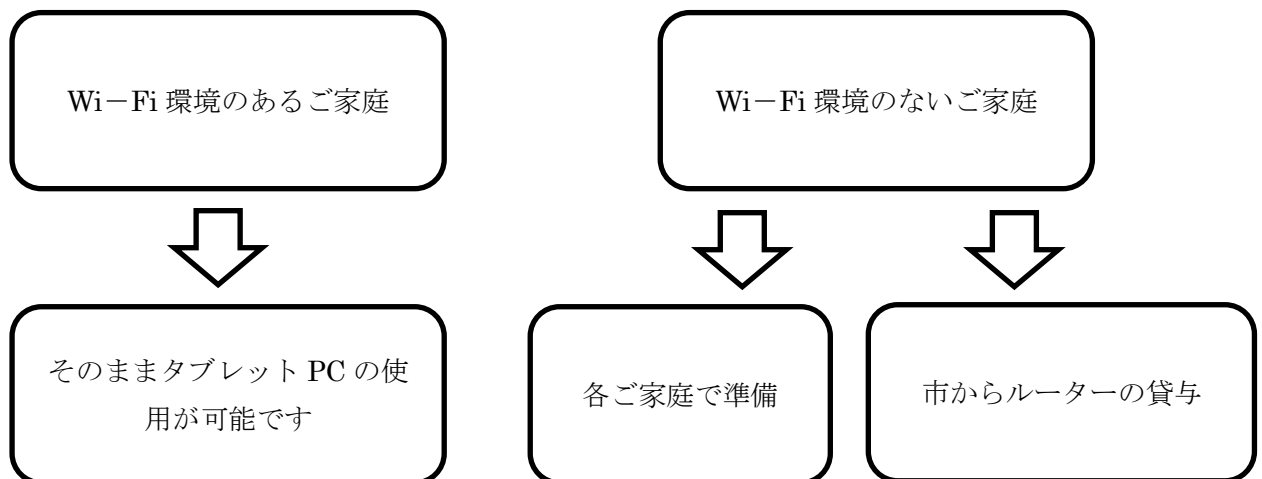 Wi－Fi 環境のあるご家庭
Wi－Fi 環境のないご家庭
そのままタブレット PC の使
用が可能です
各ご家庭で準備
市からルーターの貸与